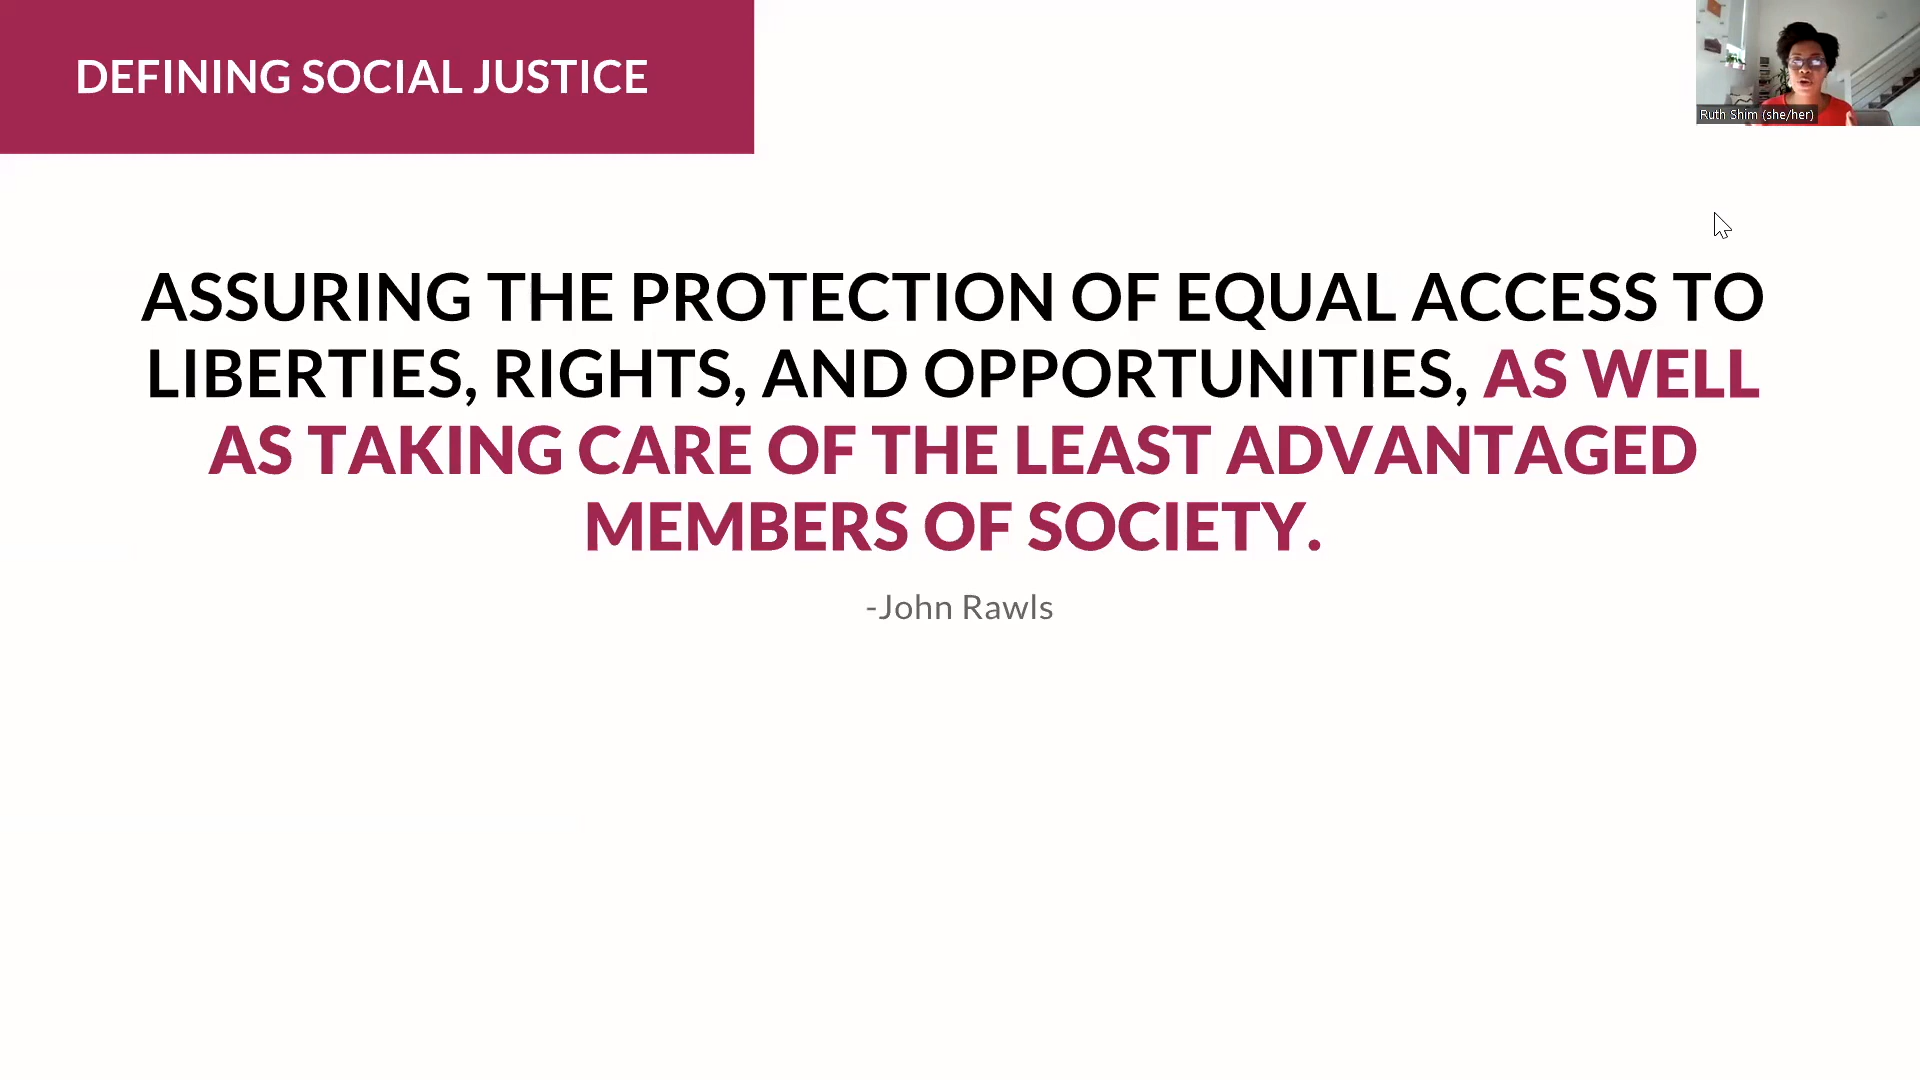 DEFINING SOCIAL JUSTICE
Ruth Shim (she/her)
ASSURING THE PROTECTION OF EQUAL ACCESS TO
LIBERTIES, RIGHTS, AND OPPORTUNITIES, AS WELL
AS TAKING CARE OF THE LEAST ADVANTAGED
MEMBERS OF SOCIETY.
-John Rawls